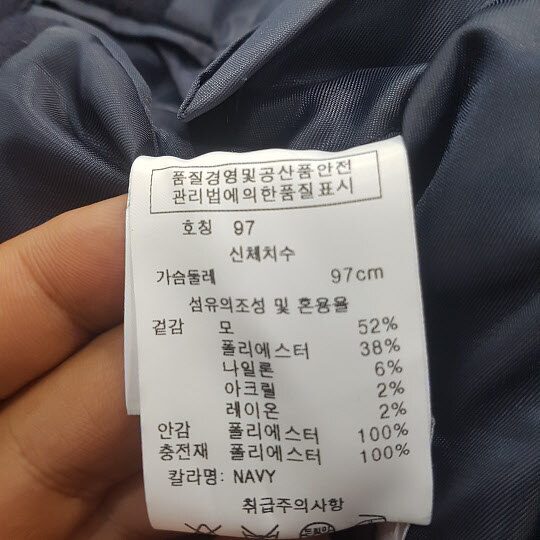 품질경영및공산품안전
관리법에의한품질표시
호칭 97
신체치수
가슴둘레 97cm
섬유의조성 및 혼용율
겉감 모 52%
폴리에스터 38%
나일론 6%
아크릴 2%
레이온 2%
안감 폴리에스터 100%
충전재 폴리에스터 100%
칼라명: NAVY
취급주의사항